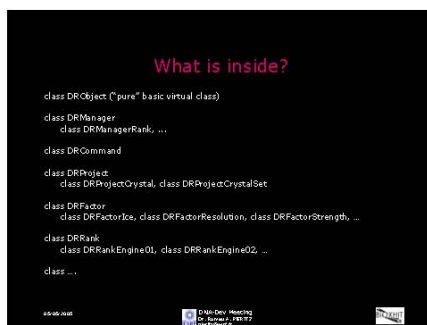 What is inside?
class DRObject ("pure" basic virtual class)
class DRManager
class DRManagerRank, ...
class DRCommand
class DRProject
class DRProjectCrystal, class DRProjectCrystalSet
class DRFactor
class DRFactorIce, class DRFactorResolution, class DRFactorStrength, ...
class DRRank
class DRRankEngine01, class DRRankEngine02, ...
class ....
DNA-Dev Meeting
BIOXHIT